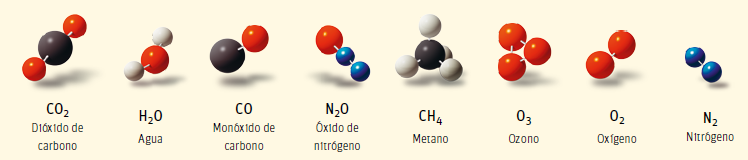 CO₂
Dióxido de
carbono
H₂O
Agua
CO
Monóxido de
carbono
N₂O
Óxido de
nitrógeno
CH₄
Metano
O₃
Ozono
O₂
Oxígeno
N₂
Nitrógeno